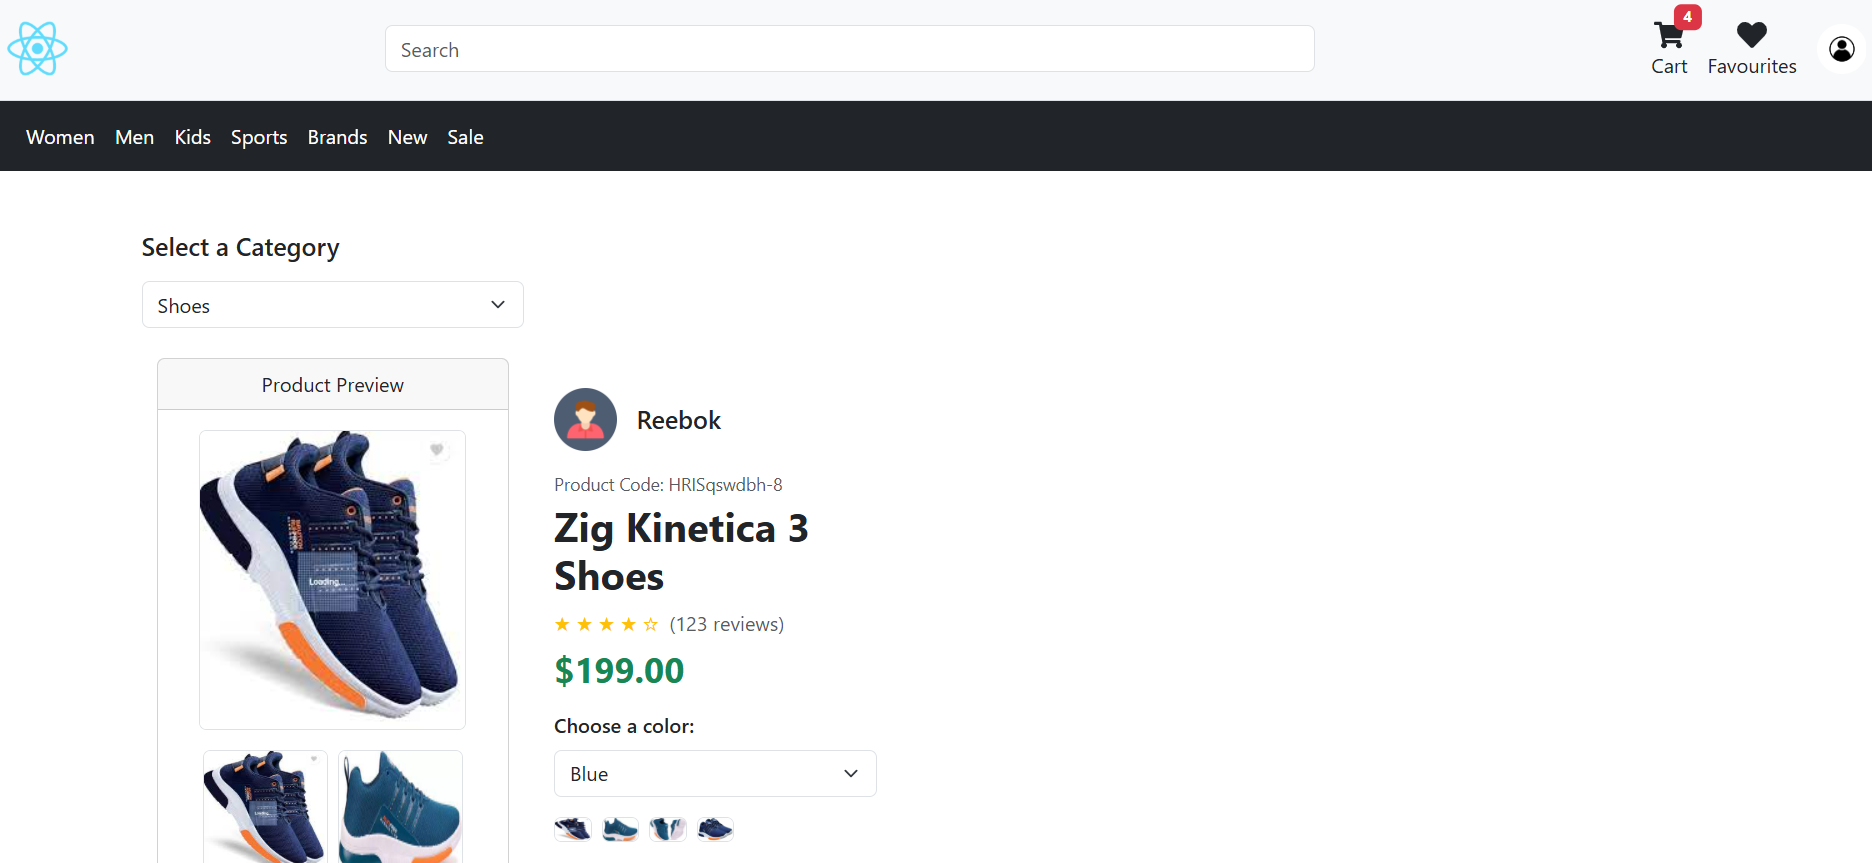 Search
4
Cart
Favourites
Women Men Kids Sports Brands New Sale
Select a Category
Shoes
Product Preview
Loading...
Reebok
Product Code: HRISqswdbh-8
Zig Kinetica 3
Shoes
★ ★ ★ ★ ☆ (123 reviews)
$199.00
Choose a color:
Blue